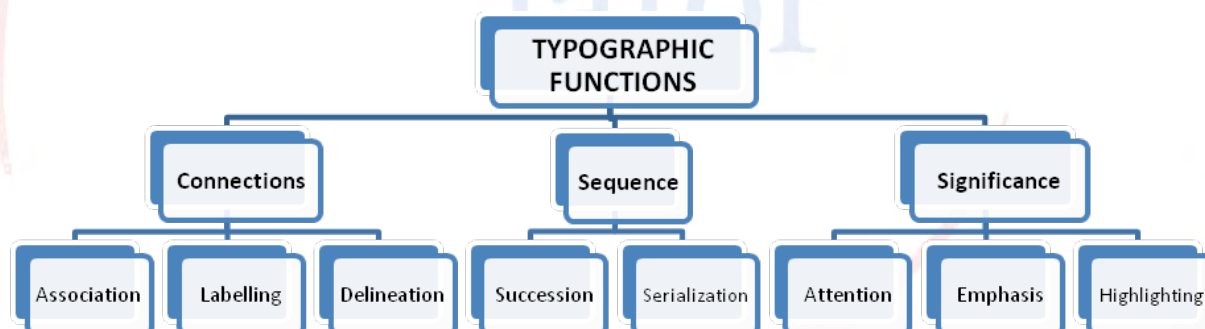 TYPOGRAPHIC
FUNCTIONS
Connections
Sequence
Significance
Association
Labelling
Delineation
Succession
Serialization
Attention
Emphasis
Highlighting